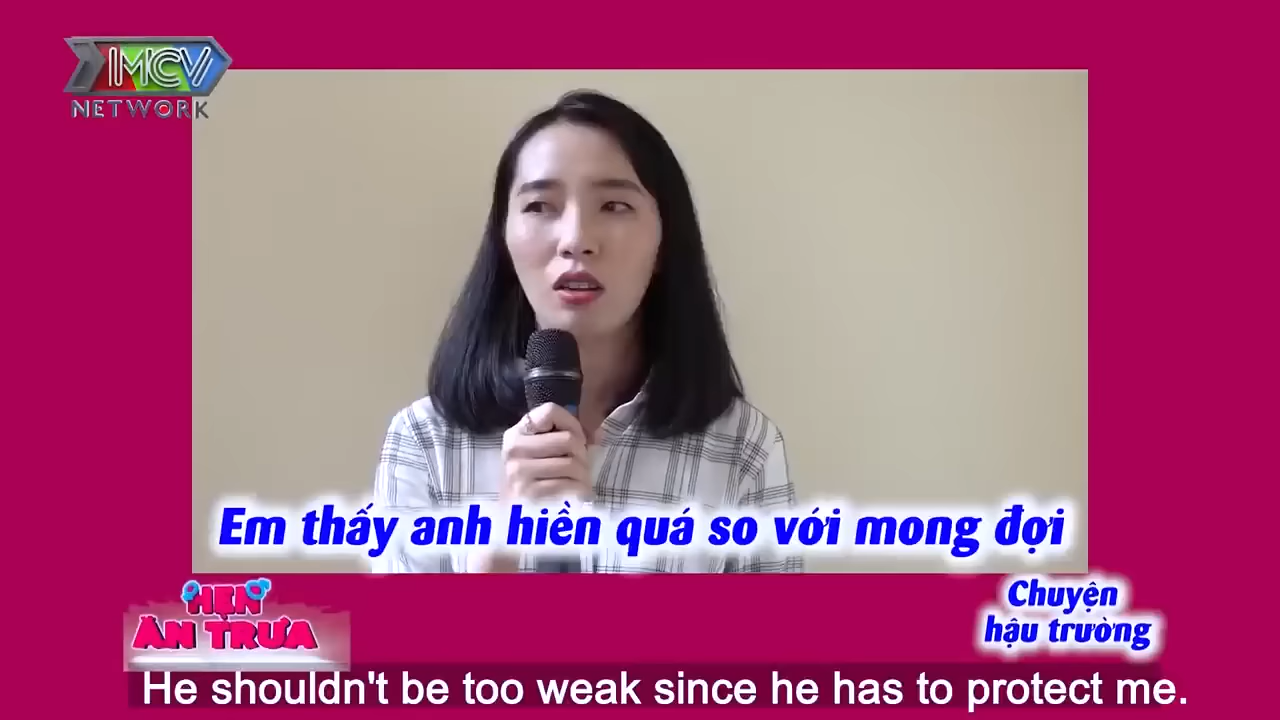 MCV
NETWORK
Em thấy anh hiền quá so với mong đợi
HẸN
ĂN TRƯA
Chuyện
hậu trường
He shouldn't be too weak since he has to protect me.